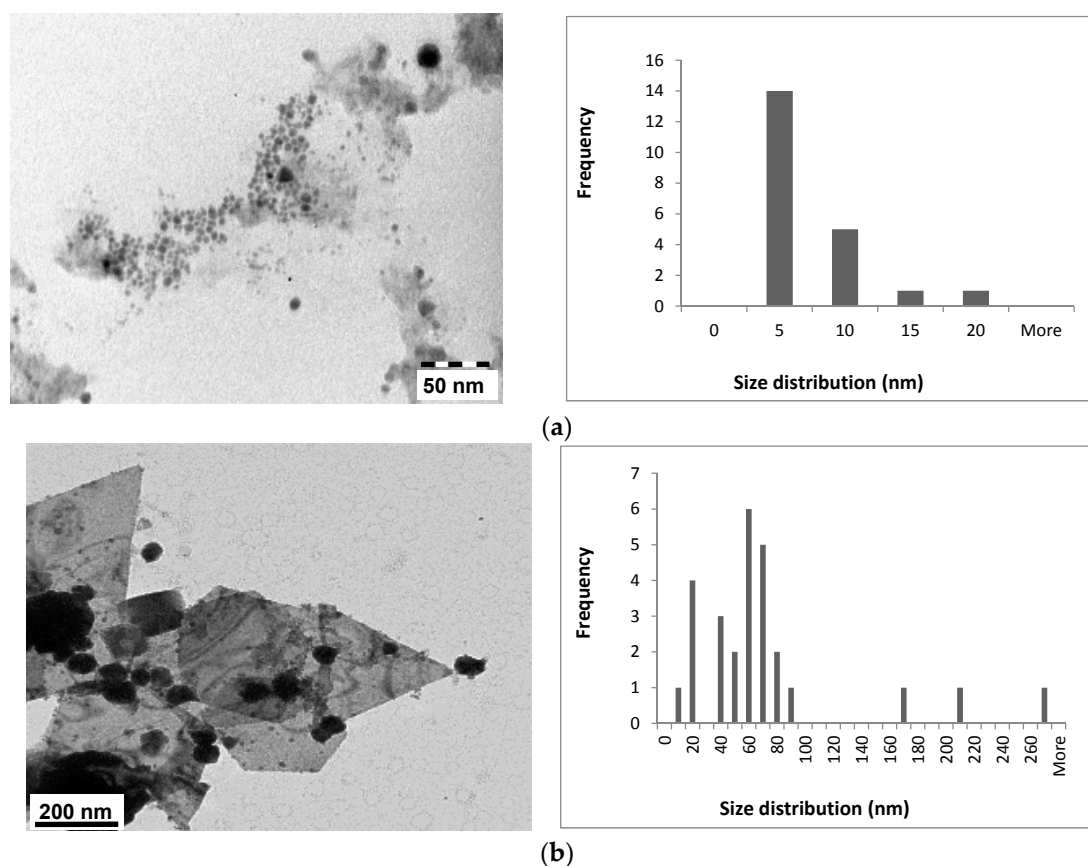 50 nm
Frequency
16
14
12
10
8
6
4
2
0
0 5 10 15 20 More
Size distribution (nm)
(a)
200 nm
Frequency
7
6
5
4
3
2
1
0
0 20 40 60 80 100 120 140 160 180 200 220 240 260 More
Size distribution (nm)
(b)